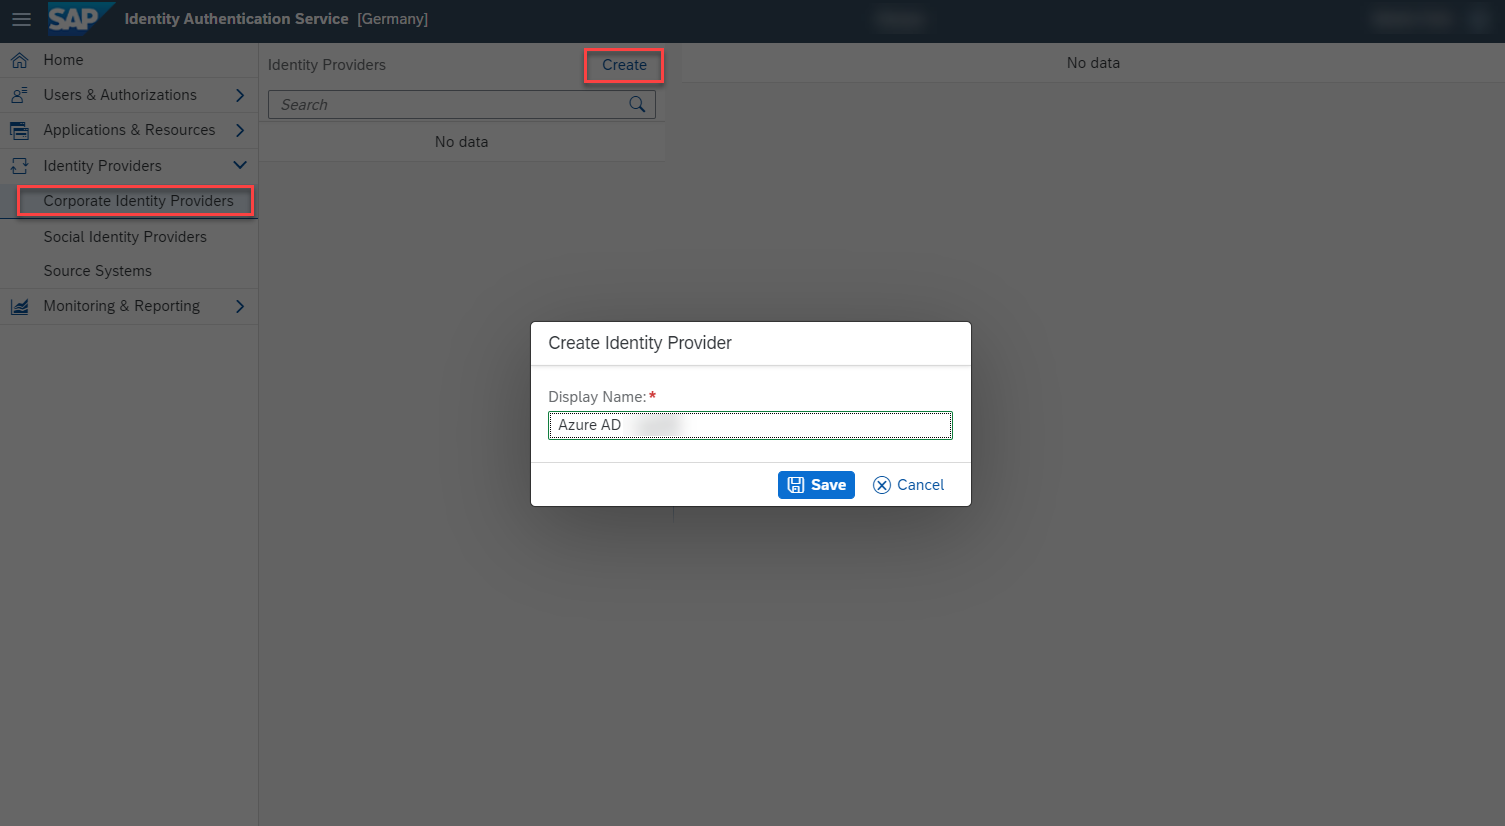 SAP Identity Authentication Service [Germany]
Home
Users & Authorizations
Applications & Resources
Identity Providers
Corporate Identity Providers
Social Identity Providers
Source Systems
Monitoring & Reporting
Identity Providers Create
Search
No data
No data
Create Identity Provider
Display Name:*
Azure AD
Save Cancel